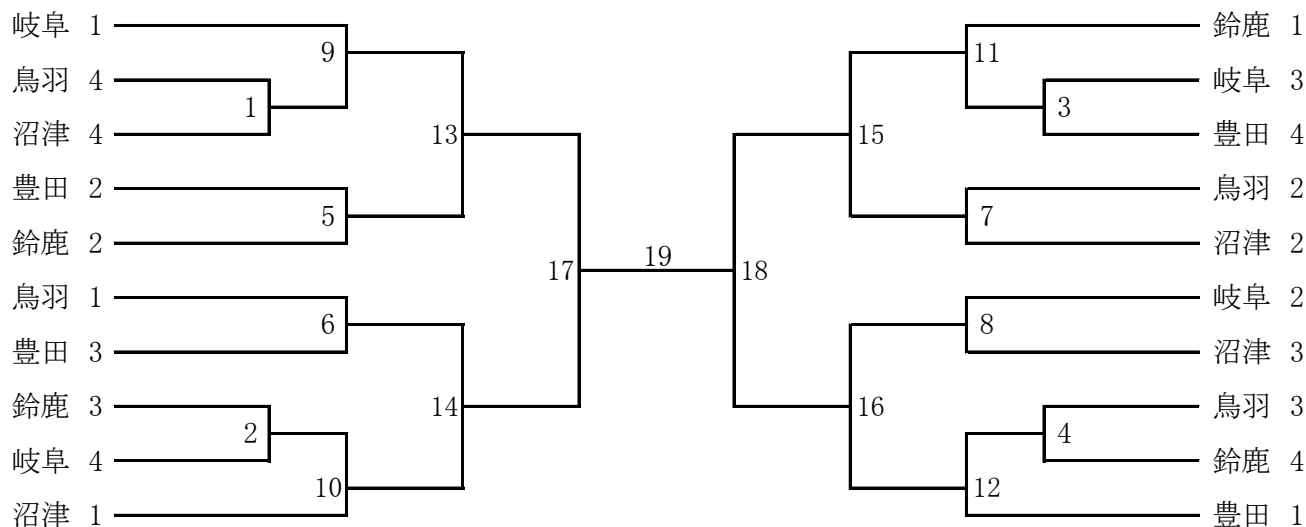 岐阜 1
鳥羽 4
沼津 4
豊田 2
鈴鹿 2
鳥羽 1
豊田 3
鈴鹿 3
岐阜 4
沼津 1
9
1
13
5
17
6
14
2
10
19
18
11
3
15
7
8
16
4
12
鈴鹿 1
岐阜 3
豊田 4
鳥羽 2
沼津 2
岐阜 2
沼津 3
鳥羽 3
鈴鹿 4
豊田 1